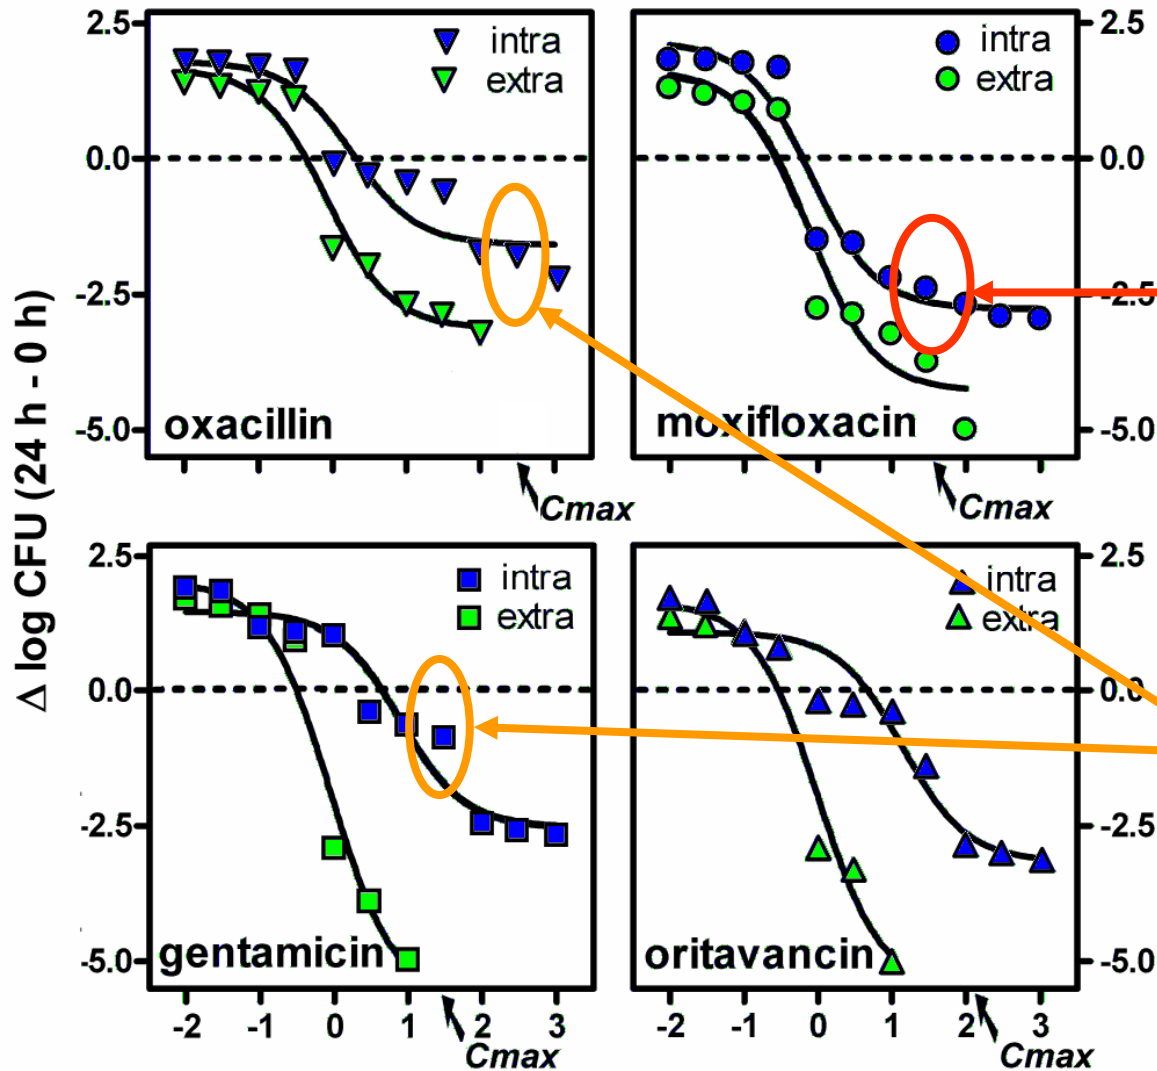 2.5
0.0
-2.5
-5.0
intra
extra
oxacillin
Cmax
intra
extra
moxifloxacin
Cmax
2.5
0.0
-2.5
-5.0
Δ log CFU (24 h - 0 h)
2.5
0.0
-2.5
-5.0
intra
extra
gentamicin
-2 -1 0 1 2 3
Cmax
intra
extra
oritavancin
-2 -1 0 1 2 3
Cmax
2.5
0.0
-2.5
-5.0